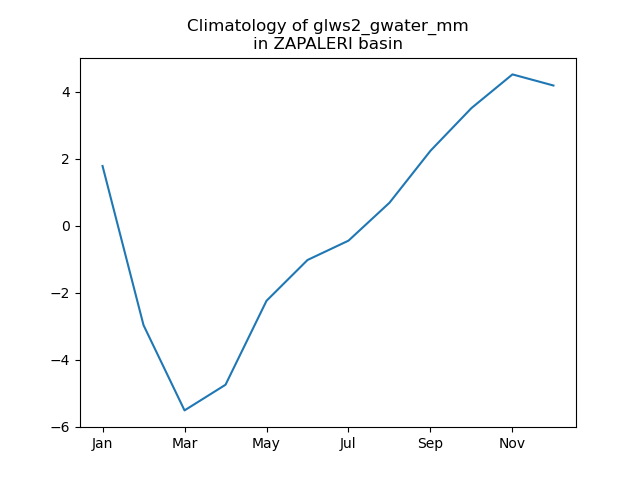 Climatology of glws2_gwater_mm
in ZAPALERI basin
4
2
0
−2
−4
−6
Jan
Mar
May
Jul
Sep
Nov